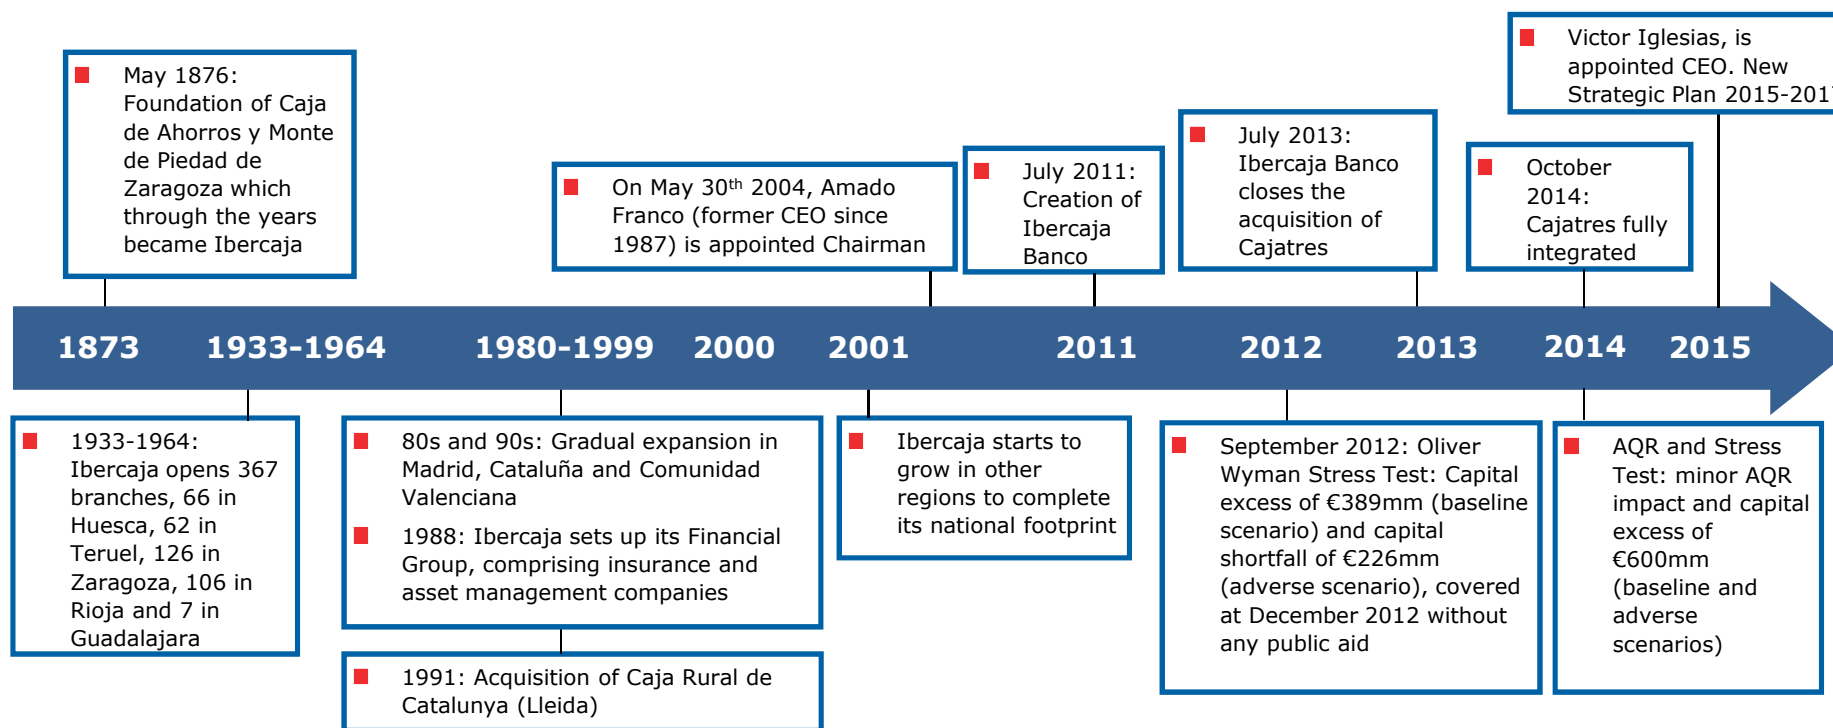 May 1876:
Foundation of Caja
de Ahorros y Monte
de Piedad de
Zaragoza which
through the years
became Ibercaja
On May 30th 2004, Amado
Franco (former CEO since
1987) is appointed Chairman
July 2011:
Creation of
Ibercaja
Banco
July 2013:
Ibercaja Banco
closes the
acquisition of
Cajatres
October
2014:
Cajatres fully
integrated
Victor Iglesias, is
appointed CEO. New
Strategic Plan 2015-2017
1873 1933-1964 1980-1999 2000 2001 2011 2012 2013 2014 2015
1933-1964:
Ibercaja opens 367
branches, 66 in
Huesca, 62 in
Teruel, 126 in
Zaragoza, 106 in
Rioja and 7 in
Guadalajara
80s and 90s: Gradual expansion in
Madrid, Cataluña and Comunidad
Valenciana
1988: Ibercaja sets up its Financial
Group, comprising insurance and
asset management companies
1991: Acquisition of Caja Rural de
Catalunya (Lleida)
Ibercaja starts to
grow in other
regions to complete
its national footprint
September 2012: Oliver
Wyman Stress Test: Capital
excess of €389mm (baseline
scenario) and capital
shortfall of €226mm
(adverse scenario), covered
at December 2012 without
any public aid
AQR and Stress
Test: minor AQR
impact and capital
excess of
€600mm
(baseline and
adverse
scenarios)